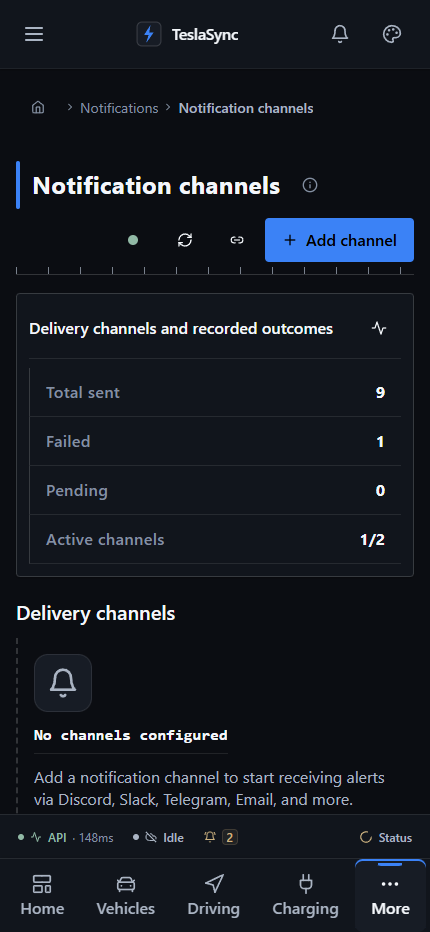 TeslaSync
Notifications Notification channels
Notification channels
Add channel
Delivery channels and recorded outcomes
Total sent 9
Failed 1
Pending 0
Active channels 1/2
Delivery channels
No channels configured
Add a notification channel to start receiving alerts
via Discord, Slack, Telegram, Email, and more.
API · 148ms Idle 2 Status
Home Vehicles Driving Charging More